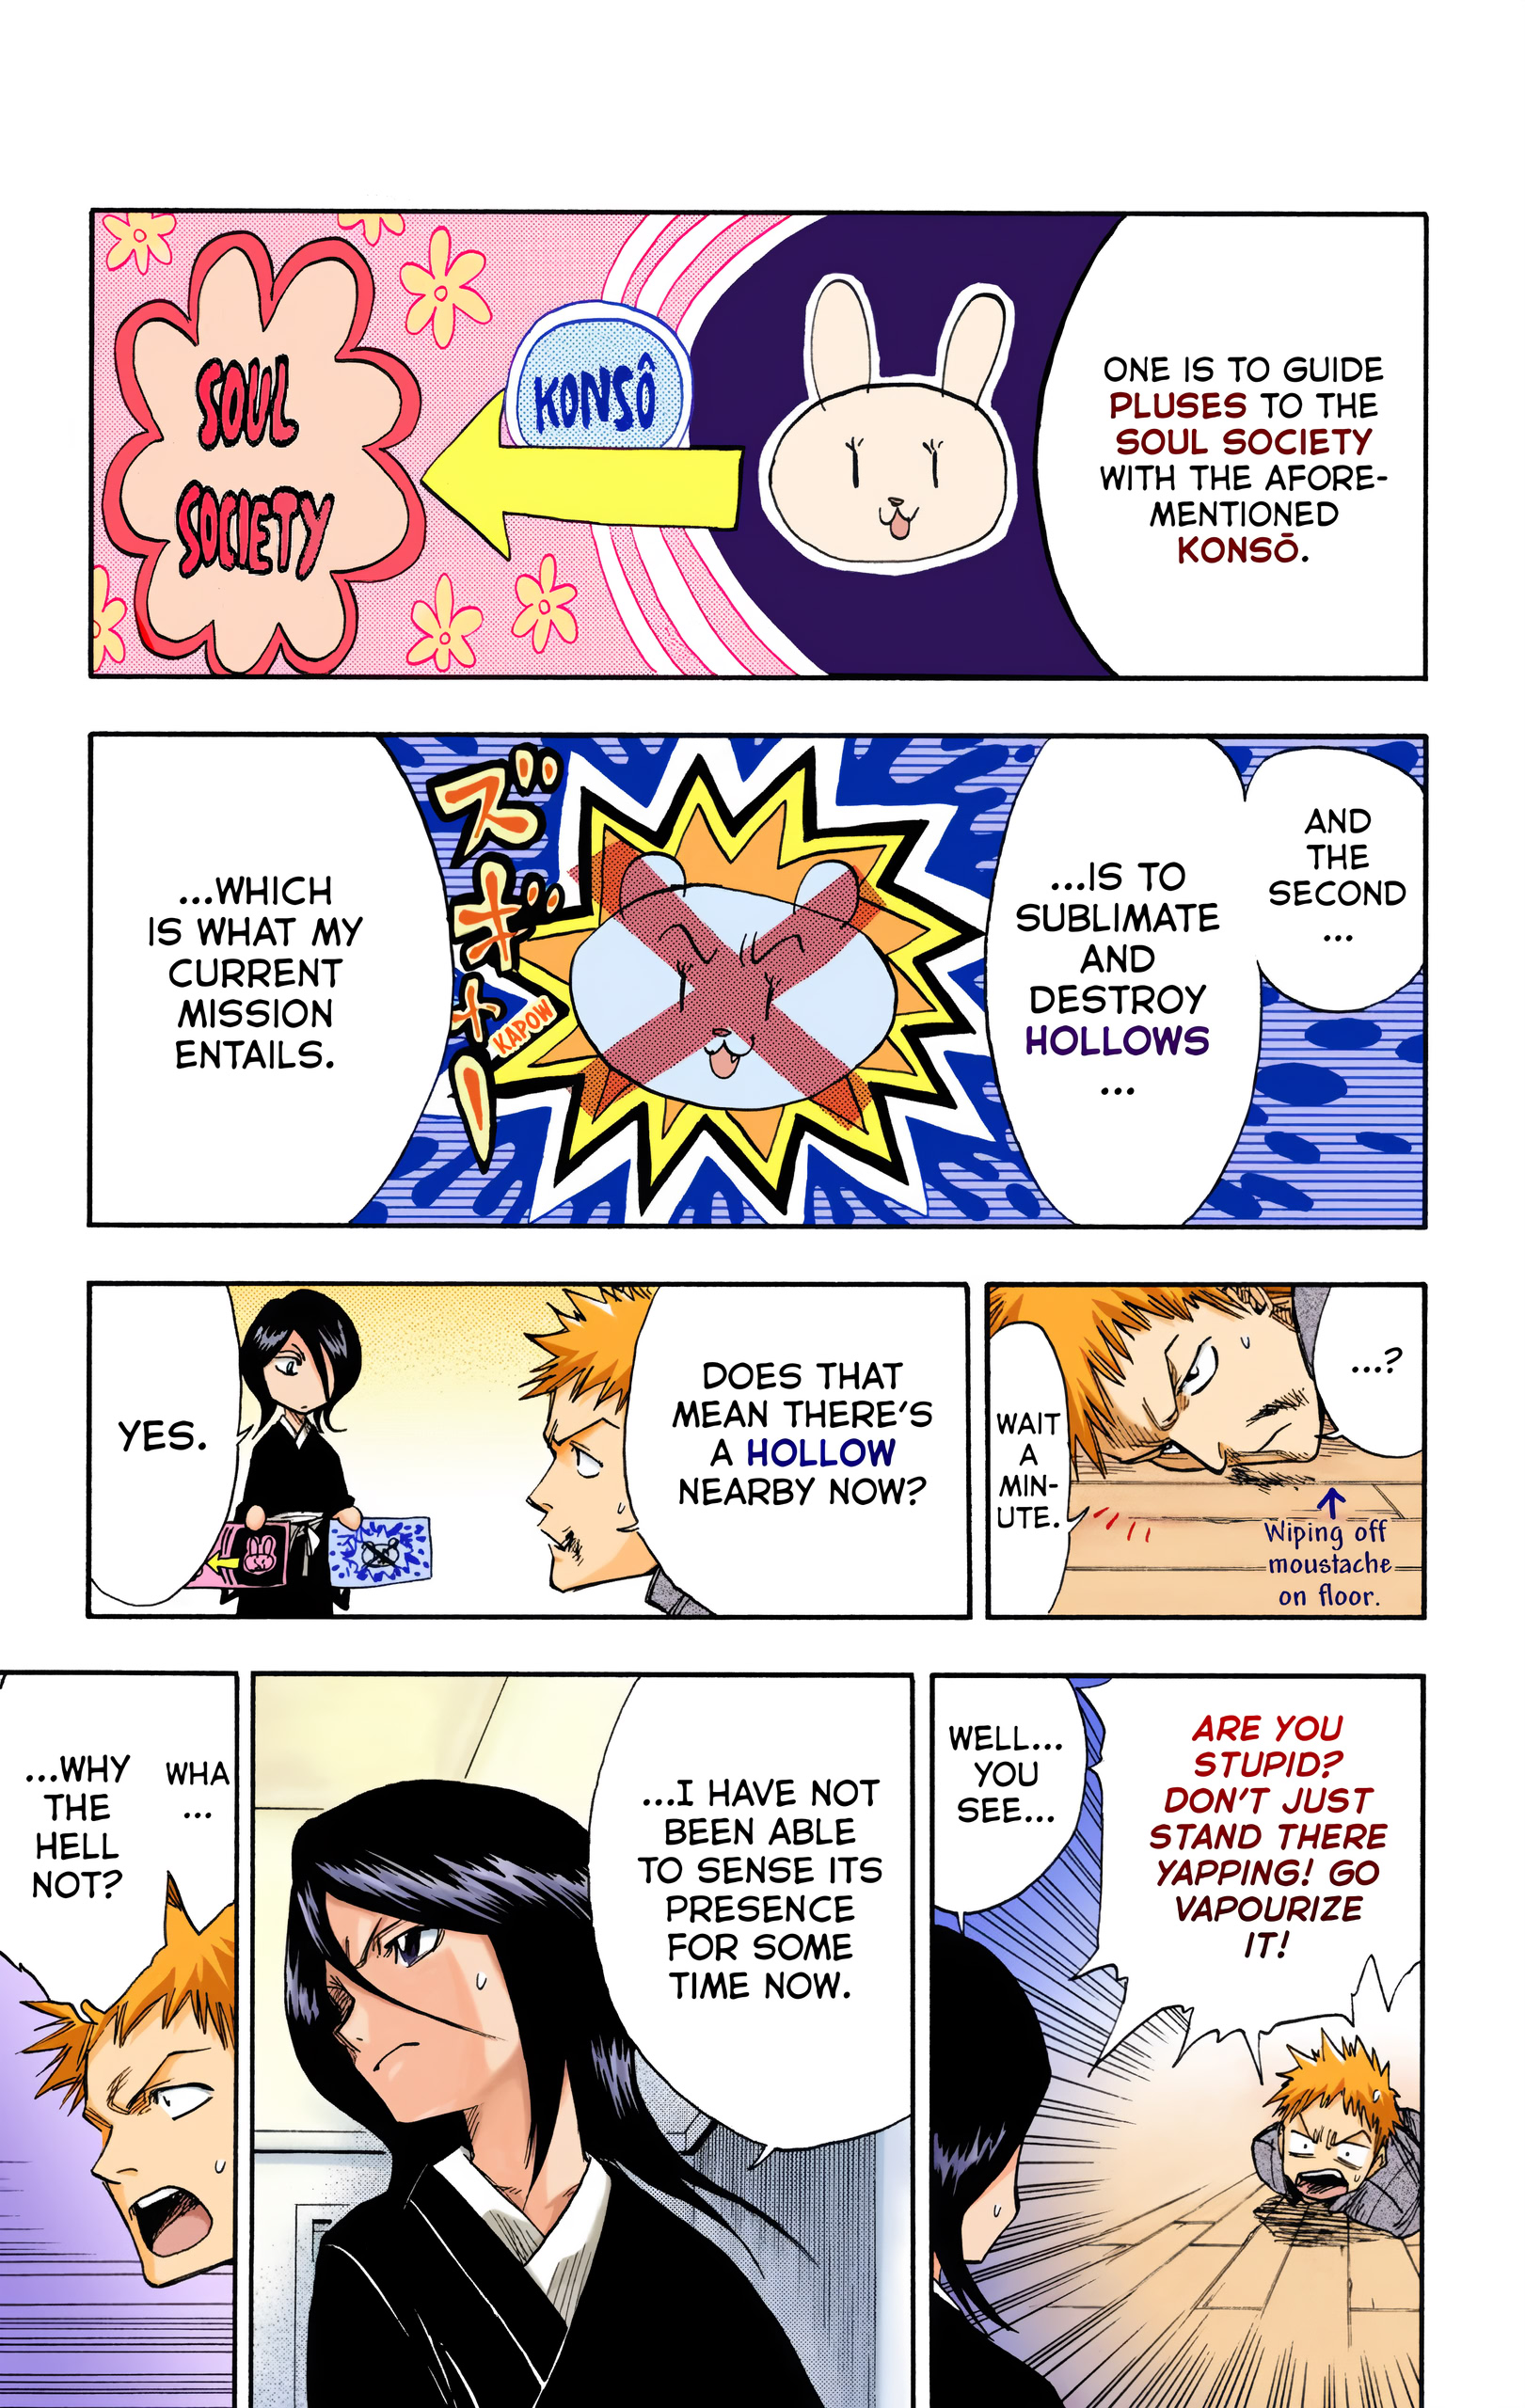 ONE IS TO GUIDE
PLUSES TO THE
SOUL SOCIETY
WITH THE AFORE-
MENTIONED
KONSŌ.
KONSÔ
SOUL
SOCIETY
AND
THE
SECOND
...
...IS TO
SUBLIMATE
AND
DESTROY
HOLLOWS
...
ズギャー
KAPOW
...WHICH
IS WHAT MY
CURRENT
MISSION
ENTAILS.
...?
WAIT
A
MIN-
UTE.
Wiping off
moustache
on floor.
DOES THAT
MEAN THERE'S
A HOLLOW
NEARBY NOW?
YES.
ARE YOU
STUPID?
DON'T JUST
STAND THERE
YAPPING! GO
VAPOURIZE
IT!
WELL...
YOU
SEE...
...I HAVE NOT
BEEN ABLE
TO SENSE ITS
PRESENCE
FOR SOME
TIME NOW.
WHA
...
...WHY
THE
HELL
NOT?